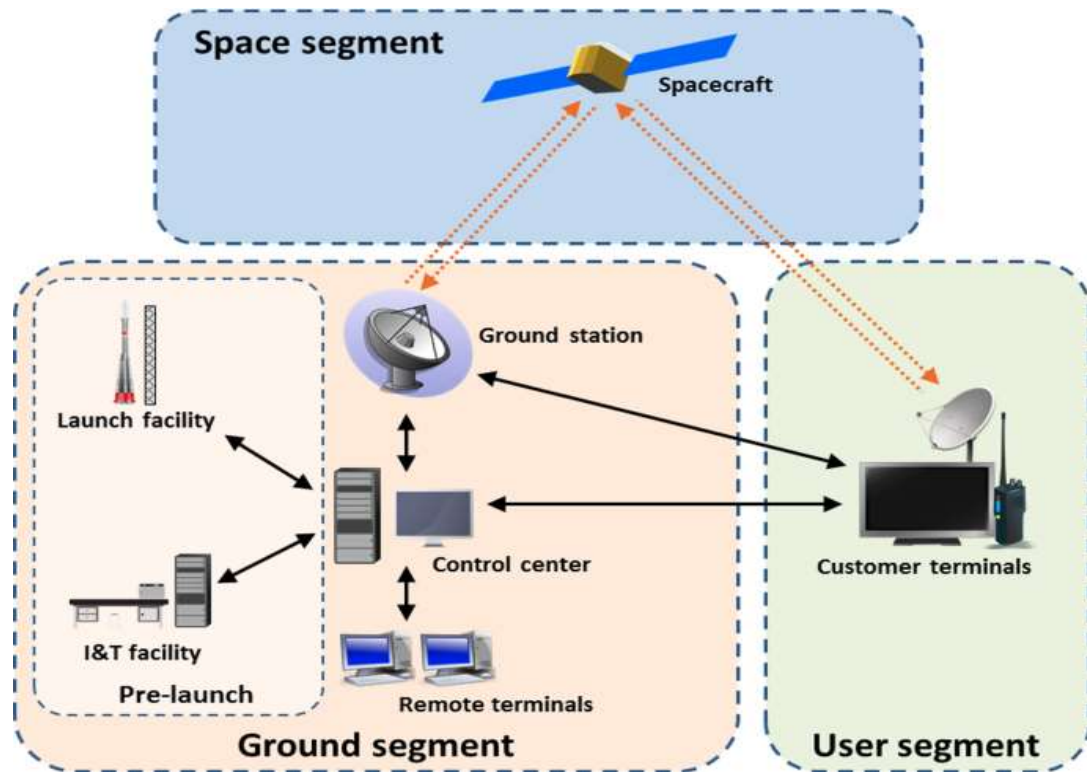 Space segment
Spacecraft
Ground station
Launch facility
Control center
Customer terminals
I&T facility
Pre-launch
Remote terminals
Ground segment
User segment